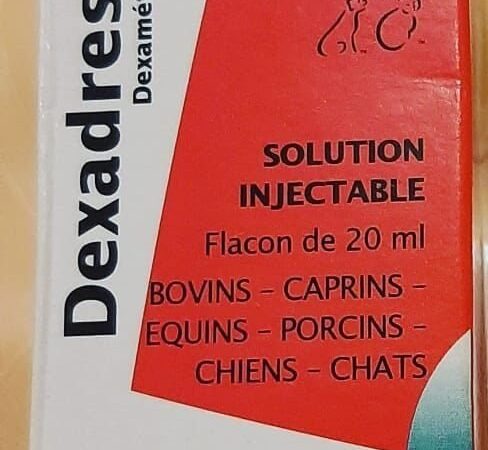 Dexadres
Dexamé
SOLUTION
INJECTABLE
Flacon de 20 ml
BOVINS – CAPRINS –
EQUINS – PORCINS –
CHIENS – CHATS